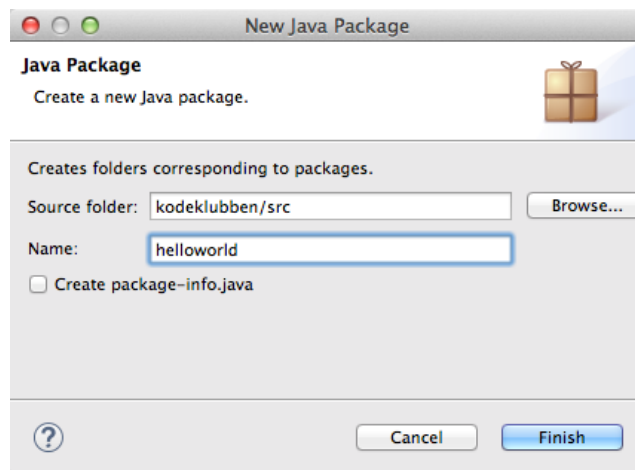 New Java Package
Java Package
Create a new Java package.
Creates folders corresponding to packages.
Source folder: kodeklubben/src Browse...
Name: helloworld
Create package-info.java
? Cancel Finish